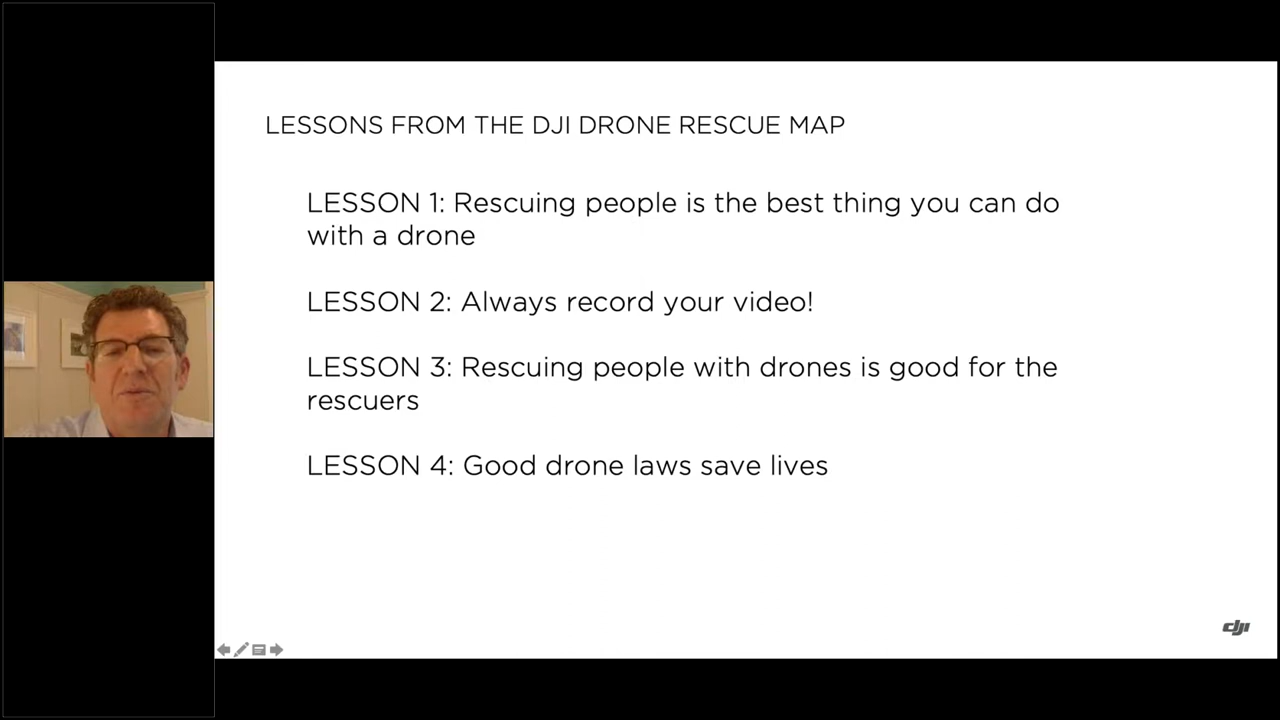 LESSONS FROM THE DJI DRONE RESCUE MAP
LESSON 1: Rescuing people is the best thing you can do
with a drone
LESSON 2: Always record your video!
LESSON 3: Rescuing people with drones is good for the
rescuers
LESSON 4: Good drone laws save lives
dji